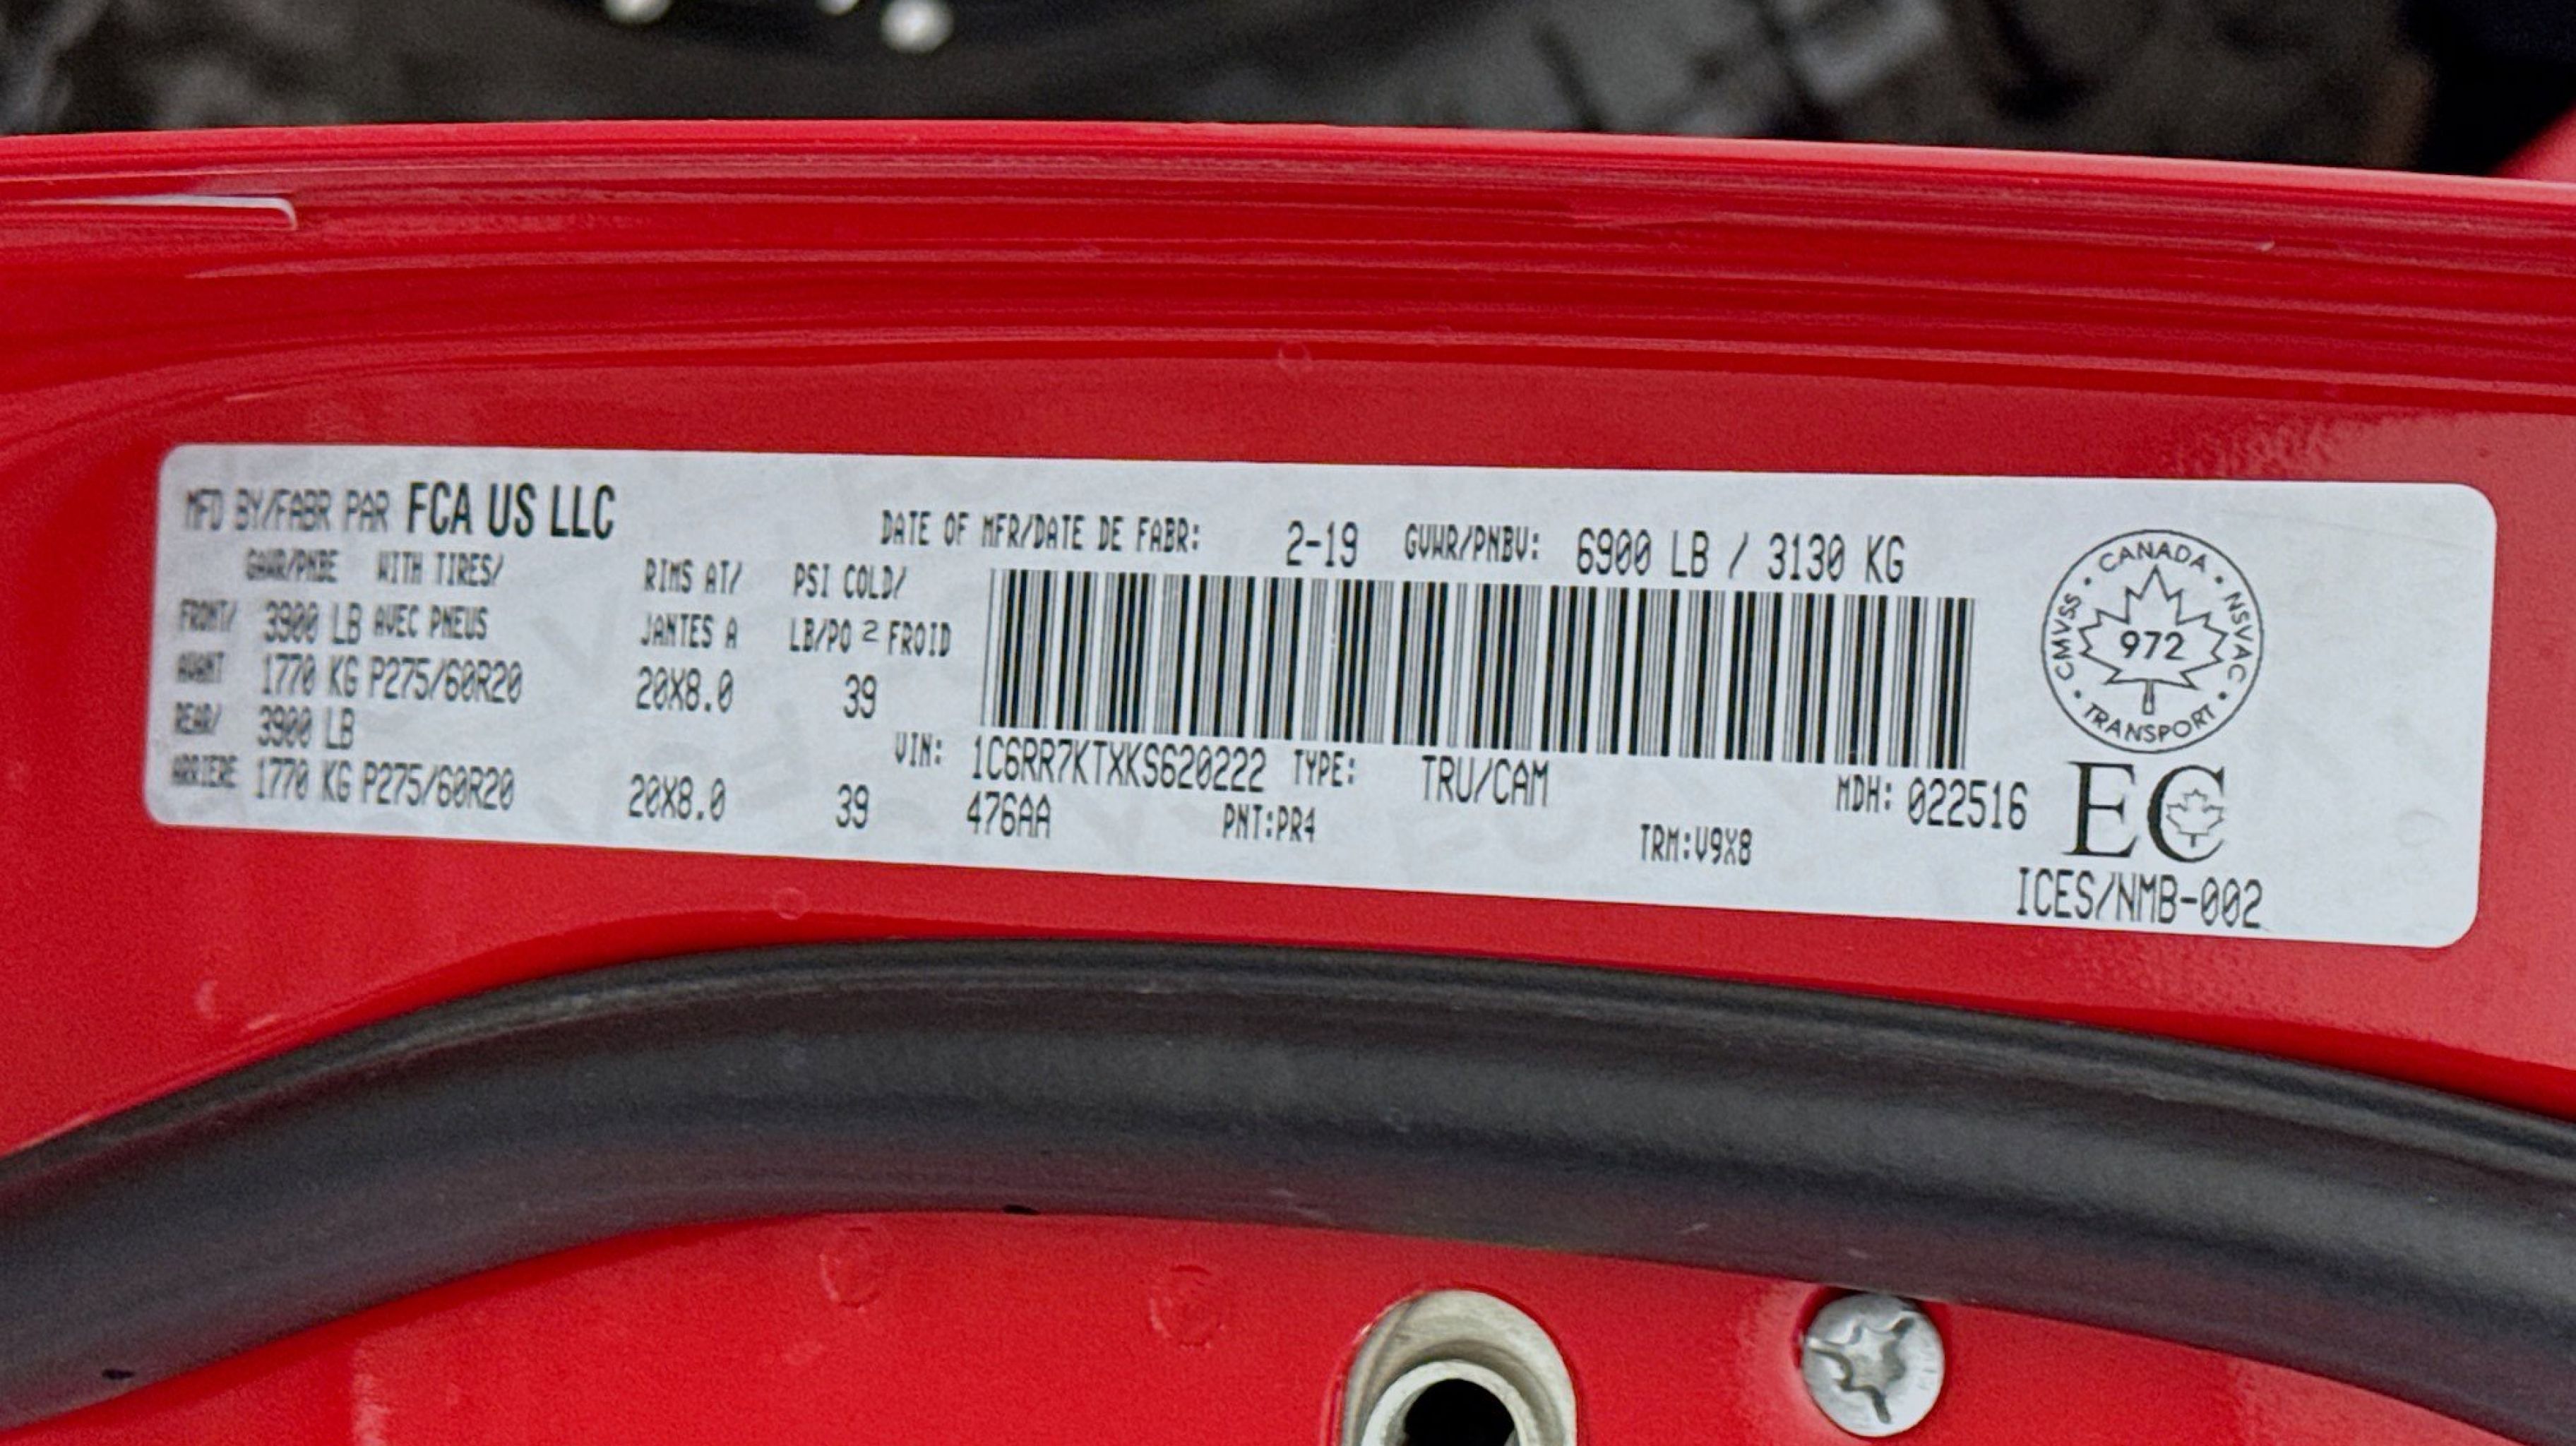 MFD BY/FABR PAR FCA US LLC
DATE OF MFR/DATE DE FABR: 2-19 GVWR/PNBV: 6900 LB / 3130 KG
GAWR/PNBE WITH TIRES/ RIMS AT/ PSI COLD/
FRONT/ 3900 LB AVEC PNEUS JANTES A LB/PO 2 FROID
AVANT 1770 KG P275/60R20 20X8.0 39
REAR/ 3900 LB
ARRIERE 1770 KG P275/60R20 20X8.0 39
VIN: 1C6RR7KTXKS620222 TYPE: TRU/CAM MDH: 022516
476AA PNT:PR4 TRM:V9X8
CANADA
CMVSS 972 NSVAC
TRANSPORT
EC
ICES/NMB-002